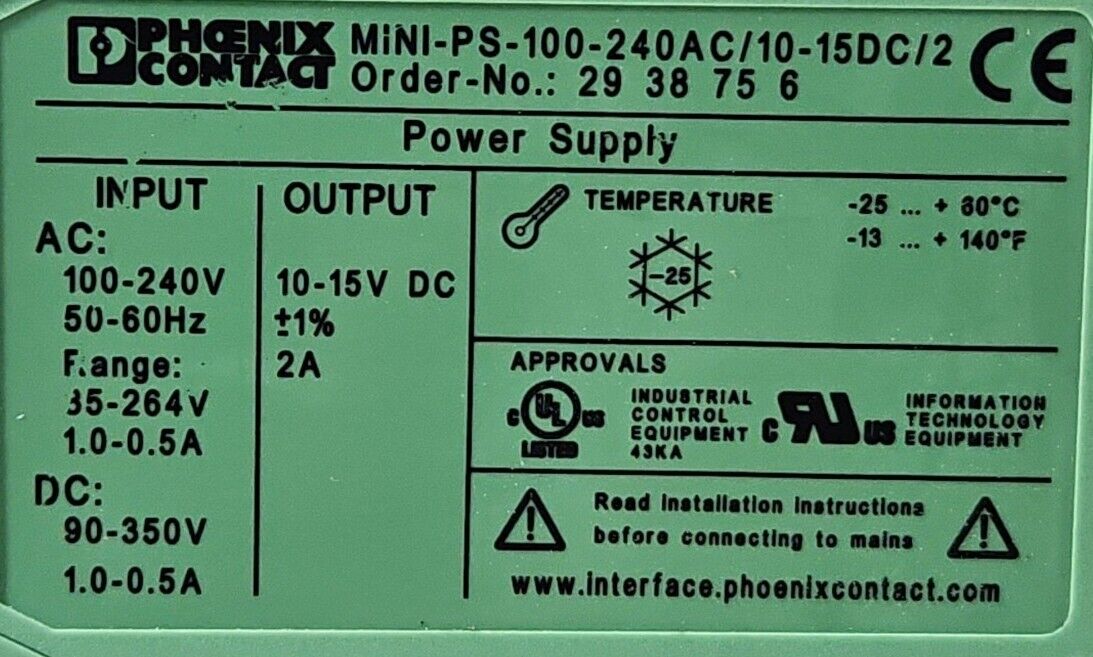 PHŒNIX
CONTACT
MiNI-PS-100-240AC/10-15DC/2
Order-No.: 29 38 75 6
CE
Power Supply
INPUT
AC:
100-240V
50-60Hz
Range:
85-264V
1.0-0.5A
DC:
90-350V
1.0-0.5A
OUTPUT
10-15V DC
±1%
2A
TEMPERATURE
-25 ... + 60°C
-13 ... + 140°F
-25
APPROVALS
C UL US
LISTED
INDUSTRIAL
CONTROL
EQUIPMENT
43KA
C RU US
INFORMATION
TECHNOLOGY
EQUIPMENT
Read installation instructions
before connecting to mains
www.interface.phoenixcontact.com